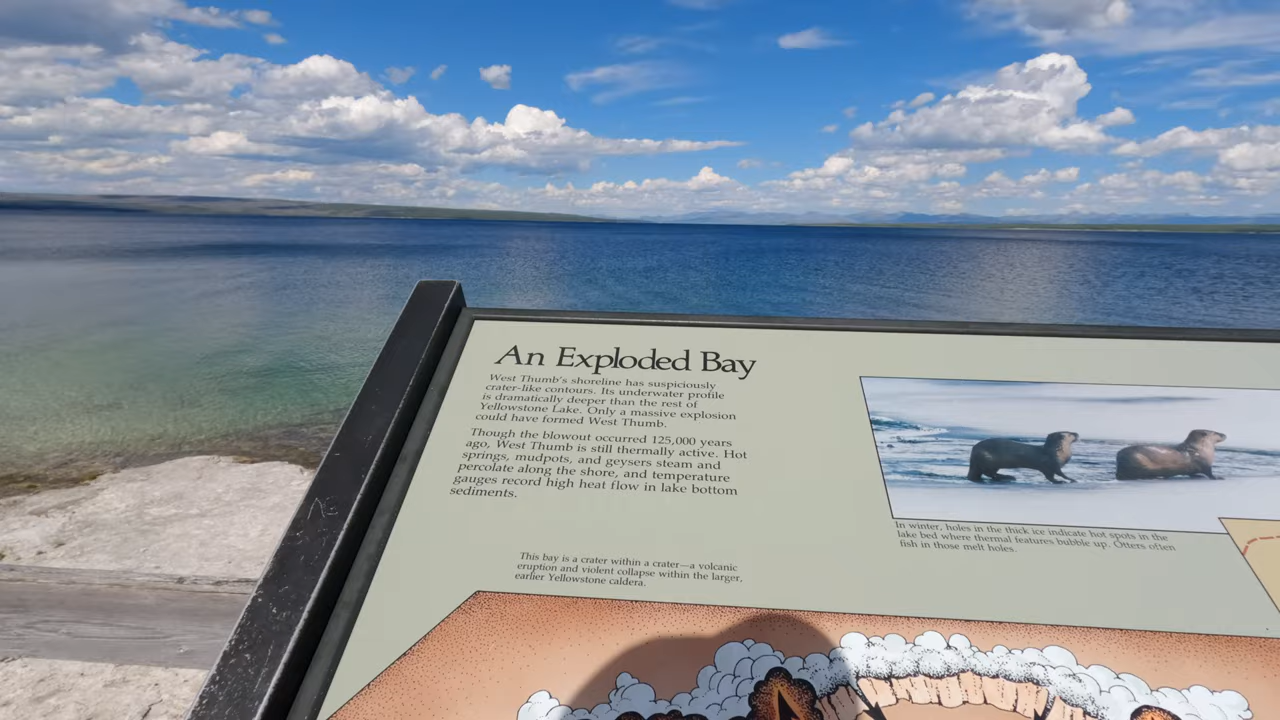 An Exploded Bay
West Thumb's shoreline has suspiciously
crater-like contours. Its underwater profile
is dramatically deeper than the rest of
Yellowstone Lake. Only a massive explosion
could have formed West Thumb.
Though the blowout occurred 125,000 years
ago, West Thumb is still thermally active. Hot
springs, mudpots, and geysers steam and
percolate along the shore, and temperature
gauges record high heat flow in lake bottom
sediments.
In winter, holes in the thick ice indicate hot spots in the
lake bed where thermal features bubble up. Otters often
fish in those melt holes.
This bay is a crater within a crater—a volcanic
eruption and violent collapse within the larger,
earlier Yellowstone caldera.